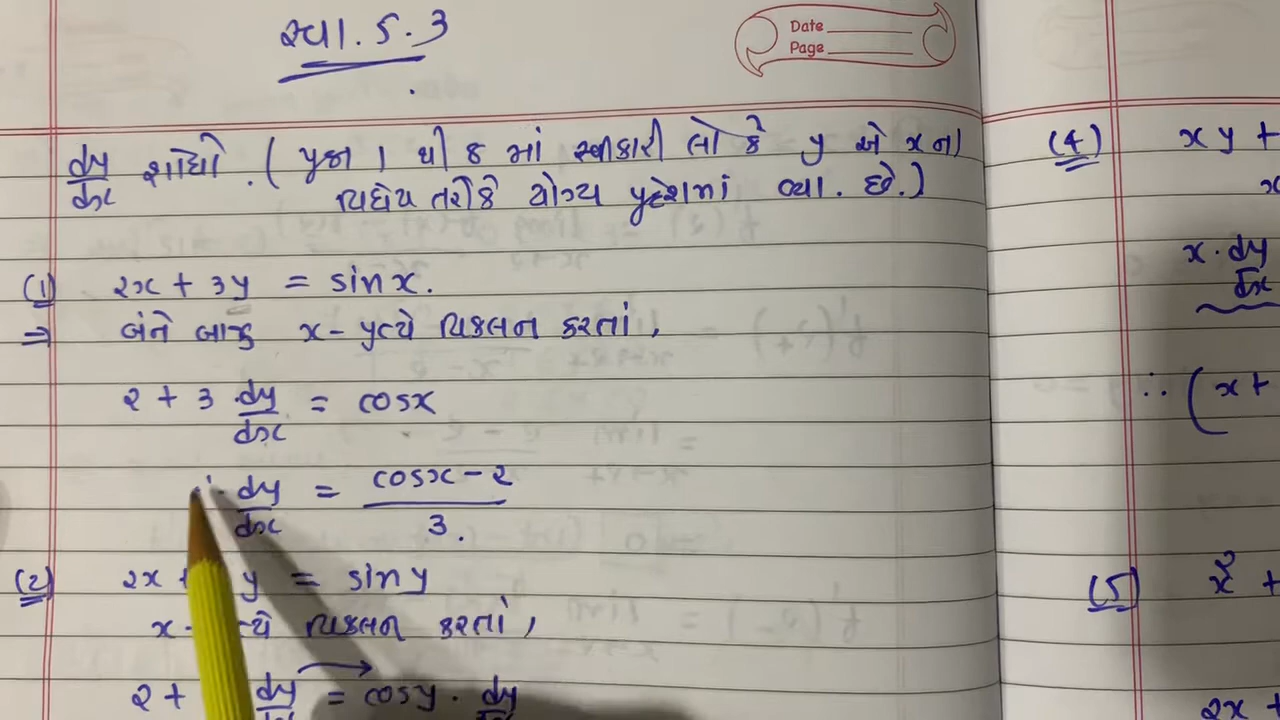 સ્વા. 5.3
Date
Page
dy/dx શોધો. (પ્રશ્ન 1 થી 8 માં સ્વીકારી લો કે y એ x ના
વિધેય તરીકે યોગ્ય પ્રદેશમાં વ્યા. છે.)
(1) 2x + 3y = sin x.
⇒ બંને બાજુ x - પ્રત્યે વિકલન કરતાં,
2 + 3 dy/dx = cos x
∴ dy/dx = (cos x - 2)/3.
(2) 2x + y = sin y
x - ત્યે વિકલન કરતાં,
2 + dy = cos y . dy
(4) xy +
x
x . dy/dx
∴ (x +
(5) x² +
2x +